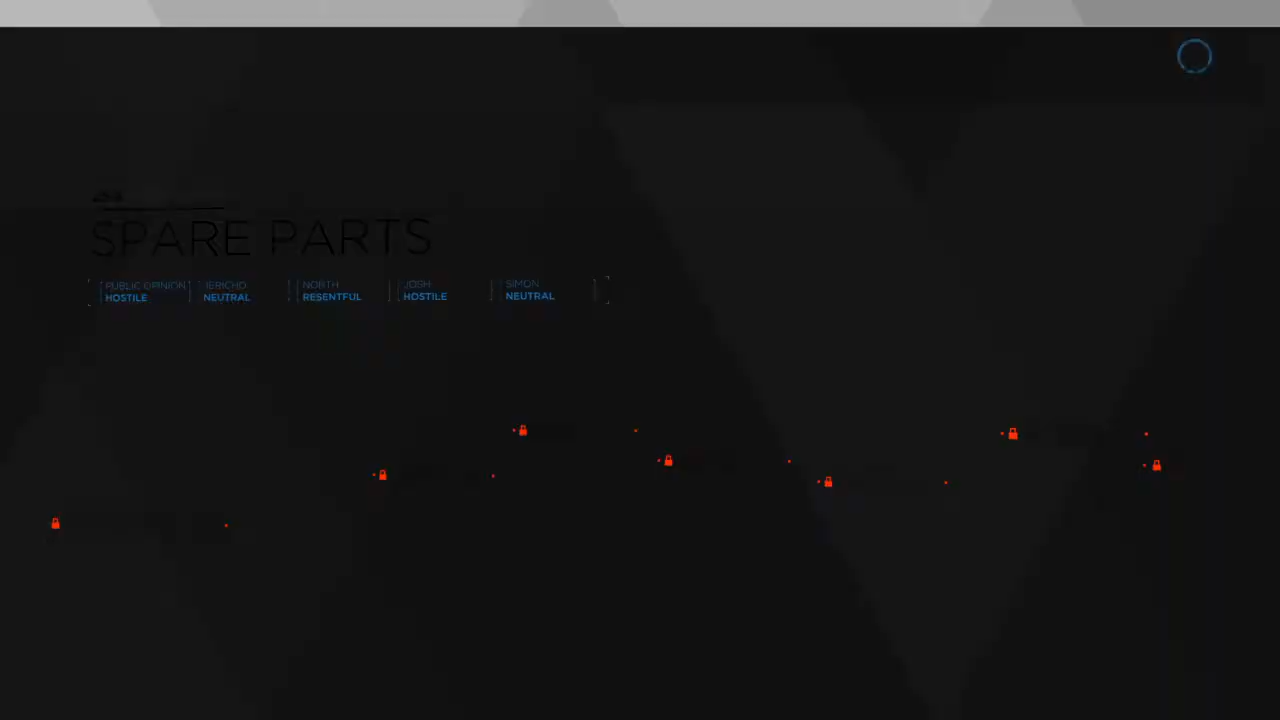 SPARE PARTS
PUBLIC OPINION JERICHO NORTH JOSH SIMON
HOSTILE NEUTRAL RESENTFUL HOSTILE NEUTRAL